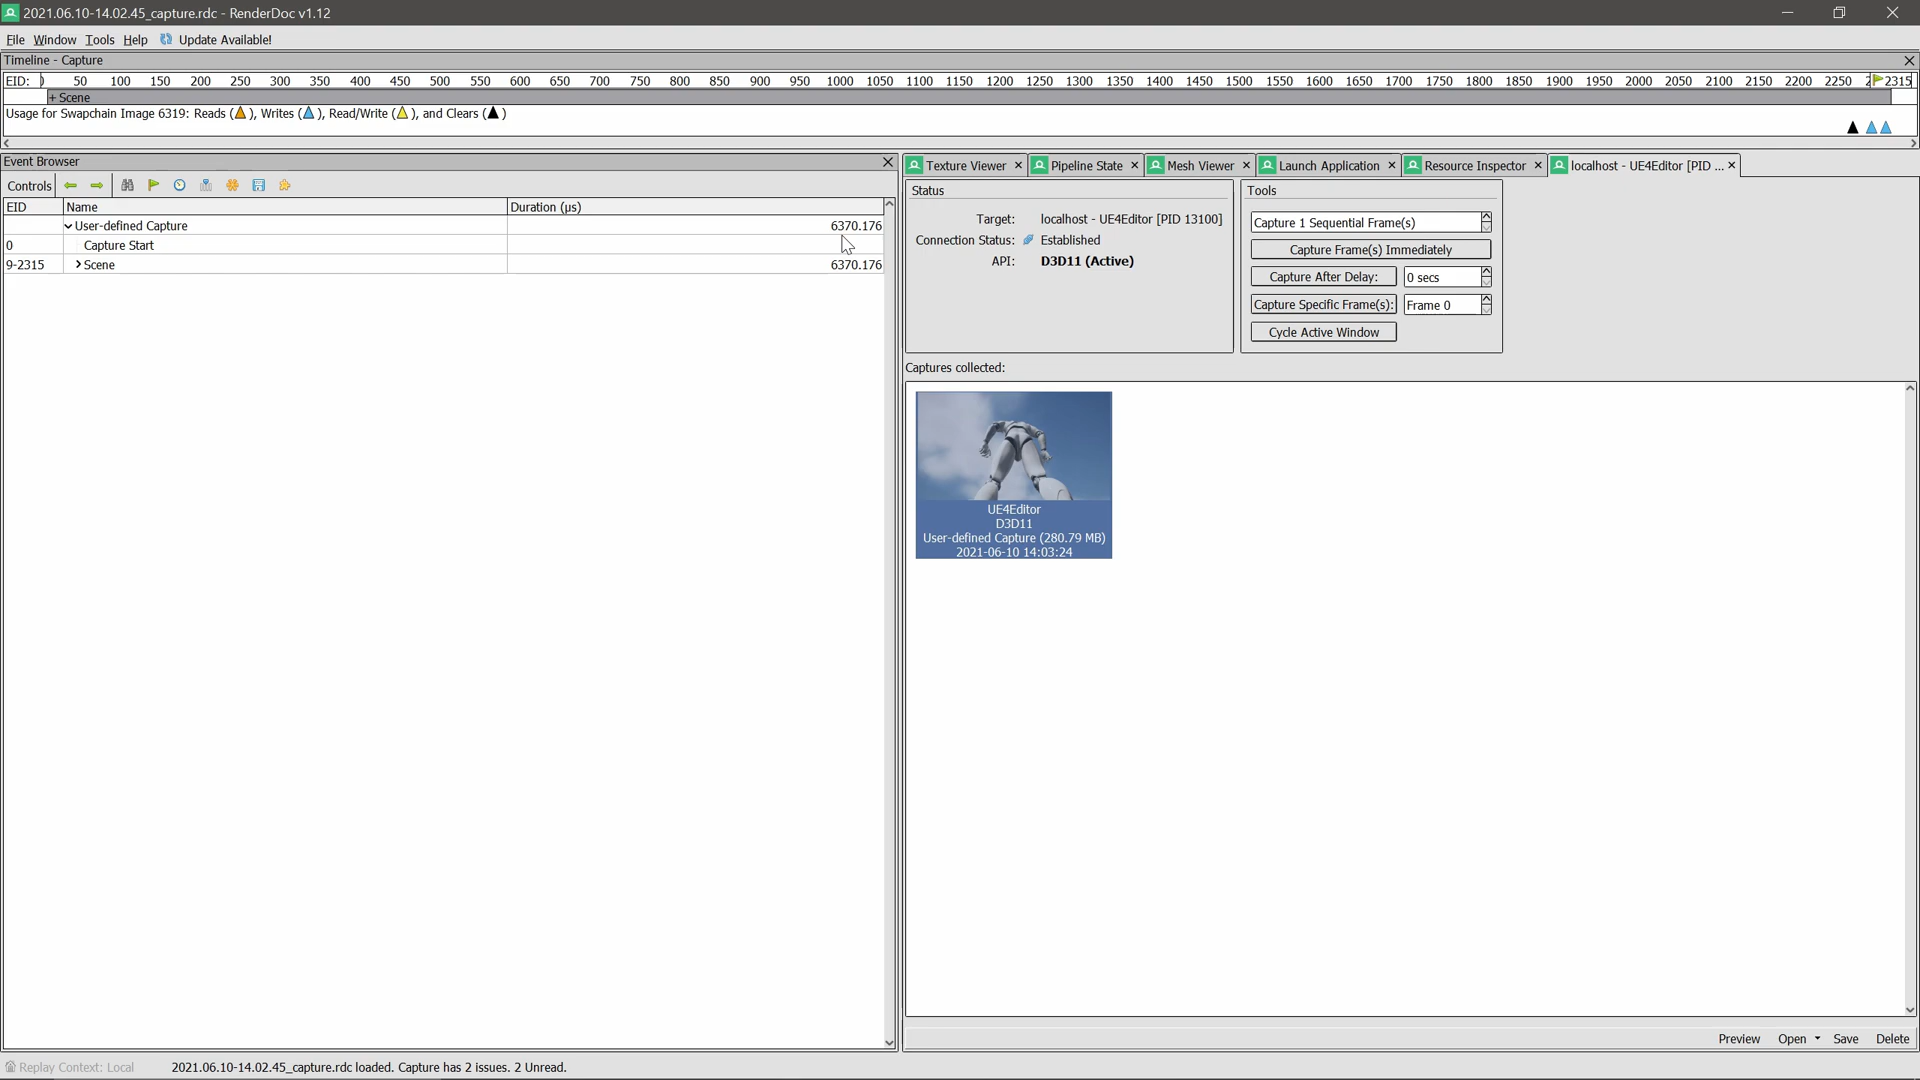 2021.06.10-14.02.45_capture.rdc - RenderDoc v1.12
File Window Tools Help Update Available!
Timeline - Capture
EID: 50 100 150 200 250 300 350 400 450 500 550 600 650 700 750 800 850 900 950 1000 1050 1100 1150 1200 1250 1300 1350 1400 1450 1500 1550 1600 1650 1700 1750 1800 1850 1900 1950 2000 2050 2100 2150 2200 2250 2315
+ Scene
Usage for Swapchain Image 6319: Reads ( ), Writes ( ), Read/Write ( ), and Clears ( )
Event Browser
Controls
EID Name Duration (µs)
User-defined Capture 6370.176
0 Capture Start
9-2315 Scene 6370.176
Texture Viewer Pipeline State Mesh Viewer Launch Application Resource Inspector localhost - UE4Editor [PID ...
Status
Target: localhost - UE4Editor [PID 13100]
Connection Status: Established
API: D3D11 (Active)
Tools
Capture 1 Sequential Frame(s)
Capture Frame(s) Immediately
Capture After Delay: 0 secs
Capture Specific Frame(s): Frame 0
Cycle Active Window
Captures collected:
UE4Editor
D3D11
User-defined Capture (280.79 MB)
2021-06-10 14:03:24
Preview Open Save Delete
Replay Context: Local 2021.06.10-14.02.45_capture.rdc loaded. Capture has 2 issues. 2 Unread.